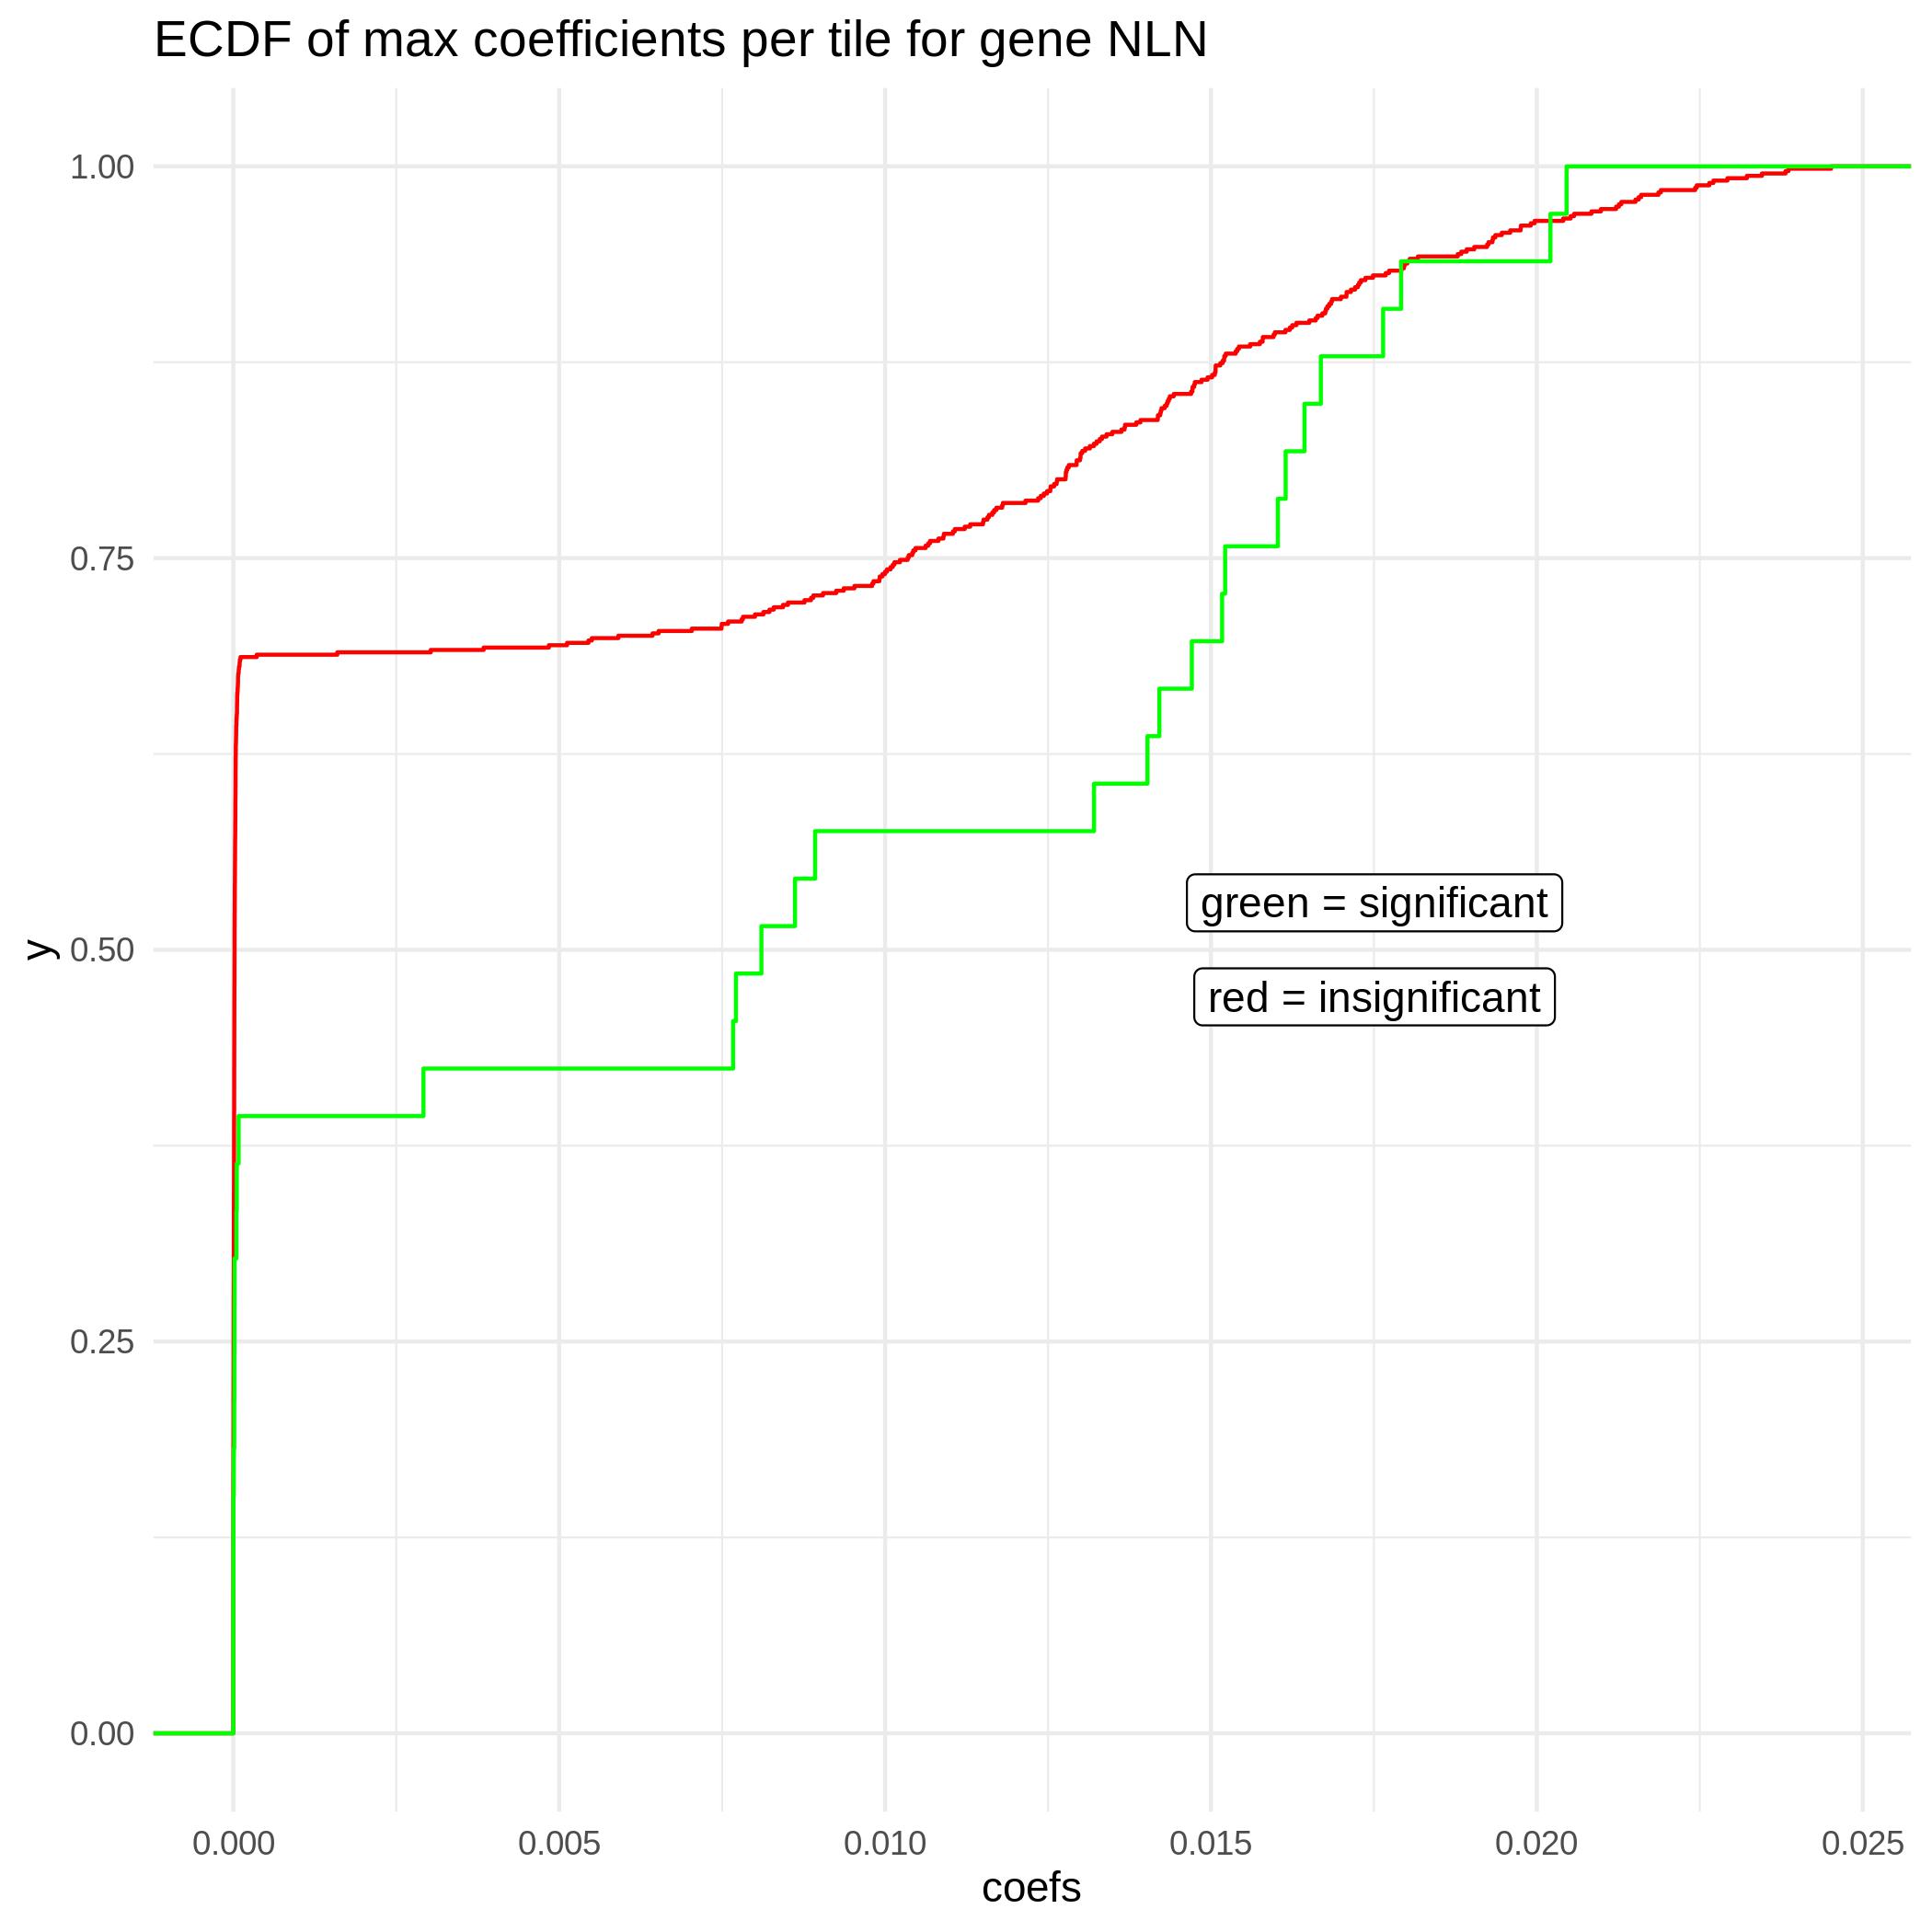 ECDF of max coefficients per tile for gene NLN
1.00
0.75
0.50
0.25
0.00
y
green = significant
red = insignificant
0.000 0.005 0.010 0.015 0.020 0.025
coefs